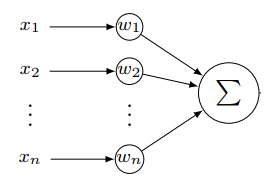 x₁ w₁
x₂ w₂
Σ
⋮ ⋮
xₙ wₙ